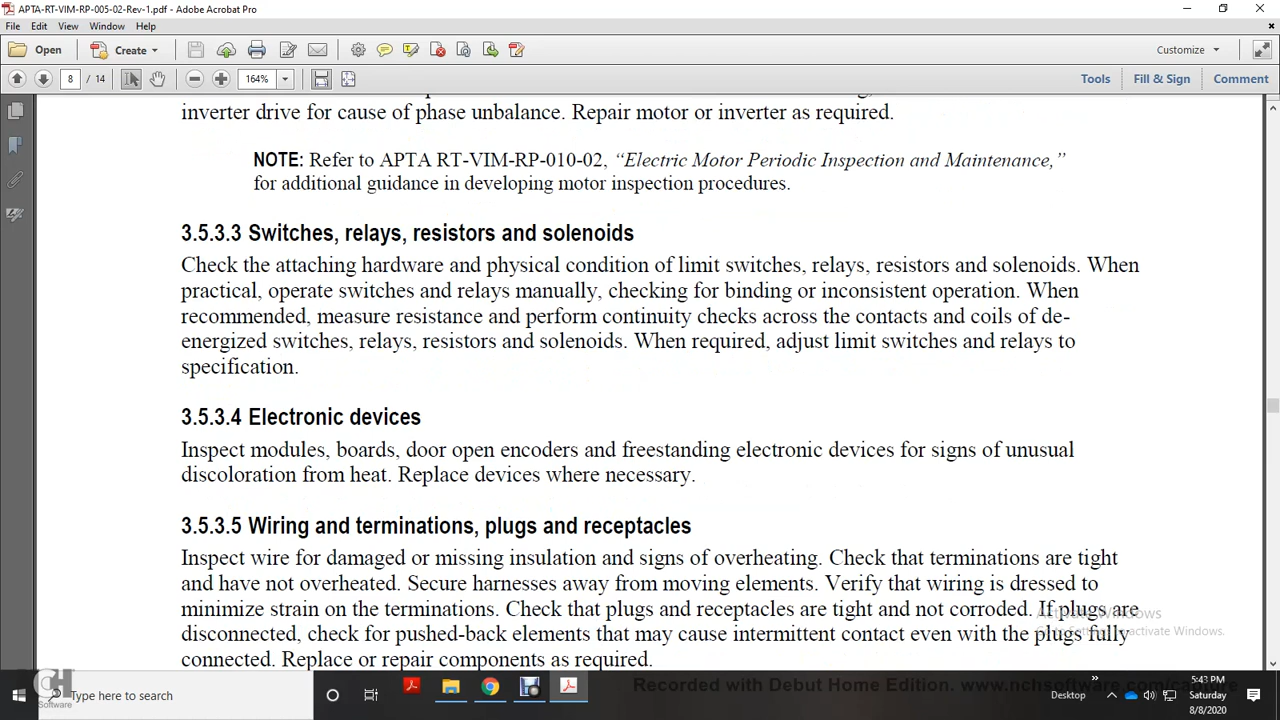 APTA-RT-VIM-RP-005-02-Rev-1.pdf - Adobe Acrobat Pro
File Edit View Window Help
Open Create Customize
8 / 14 164% Tools Fill & Sign Comment
inverter drive for cause of phase unbalance. Repair motor or inverter as required.
NOTE: Refer to APTA RT-VIM-RP-010-02, “Electric Motor Periodic Inspection and Maintenance,”
for additional guidance in developing motor inspection procedures.
3.5.3.3 Switches, relays, resistors and solenoids
Check the attaching hardware and physical condition of limit switches, relays, resistors and solenoids. When
practical, operate switches and relays manually, checking for binding or inconsistent operation. When
recommended, measure resistance and perform continuity checks across the contacts and coils of de-
energized switches, relays, resistors and solenoids. When required, adjust limit switches and relays to
specification.
3.5.3.4 Electronic devices
Inspect modules, boards, door open encoders and freestanding electronic devices for signs of unusual
discoloration from heat. Replace devices where necessary.
3.5.3.5 Wiring and terminations, plugs and receptacles
Inspect wire for damaged or missing insulation and signs of overheating. Check that terminations are tight
and have not overheated. Secure harnesses away from moving elements. Verify that wiring is dressed to
minimize strain on the terminations. Check that plugs and receptacles are tight and not corroded. If plugs are
Activate Windows
disconnected, check for pushed-back elements that may cause intermittent contact even with the plugs fully
Go to Settings to activate Windows.
connected. Replace or repair components as required.
Recorded with Debut Home Edition. www.nchsoftware.com/capture
NCH Software
Type here to search
Desktop
5:43 PM
Saturday
8/8/2020